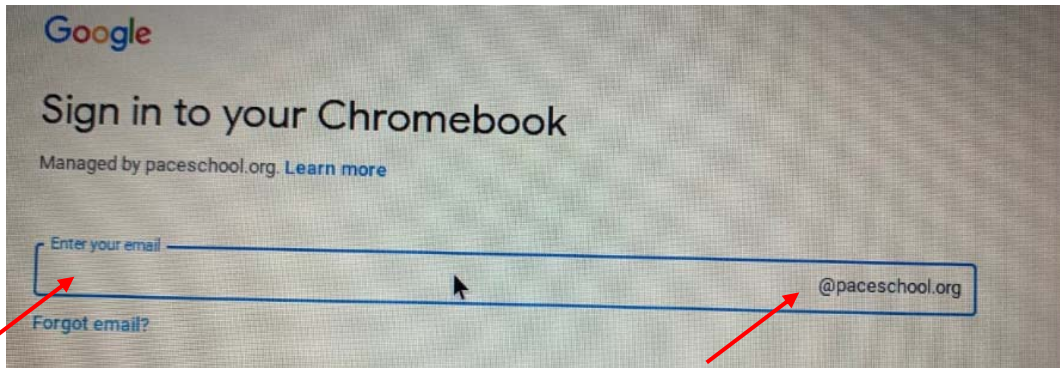 Google
Sign in to your Chromebook
Managed by paceschool.org. Learn more
Enter your email
@paceschool.org
Forgot email?